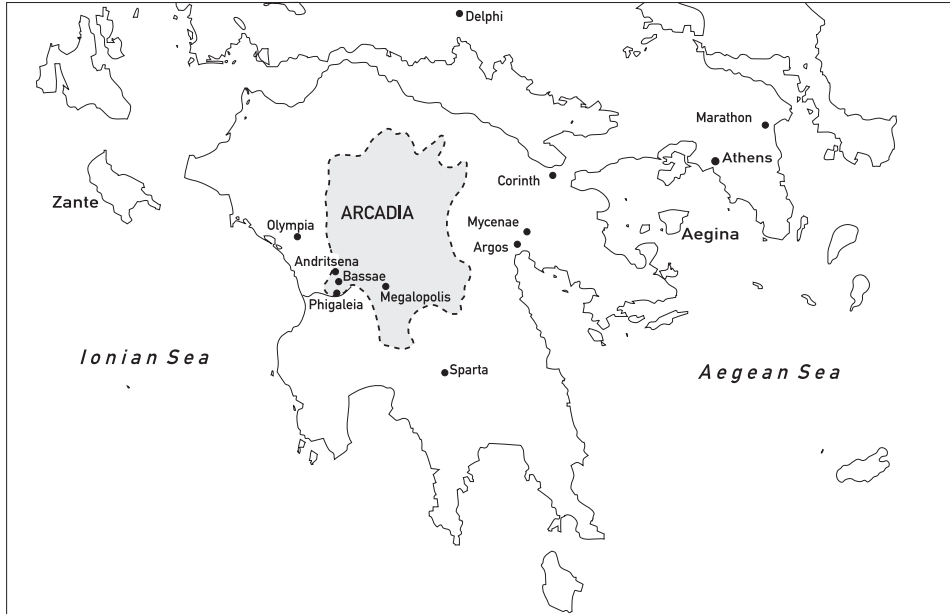 Delphi
Marathon
Athens
Corinth
Zante
ARCADIA
Olympia
Mycenae
Aegina
Argos
Andritsena
Bassae
Phigaleia
Megalopolis
Ionian Sea
Sparta
Aegean Sea